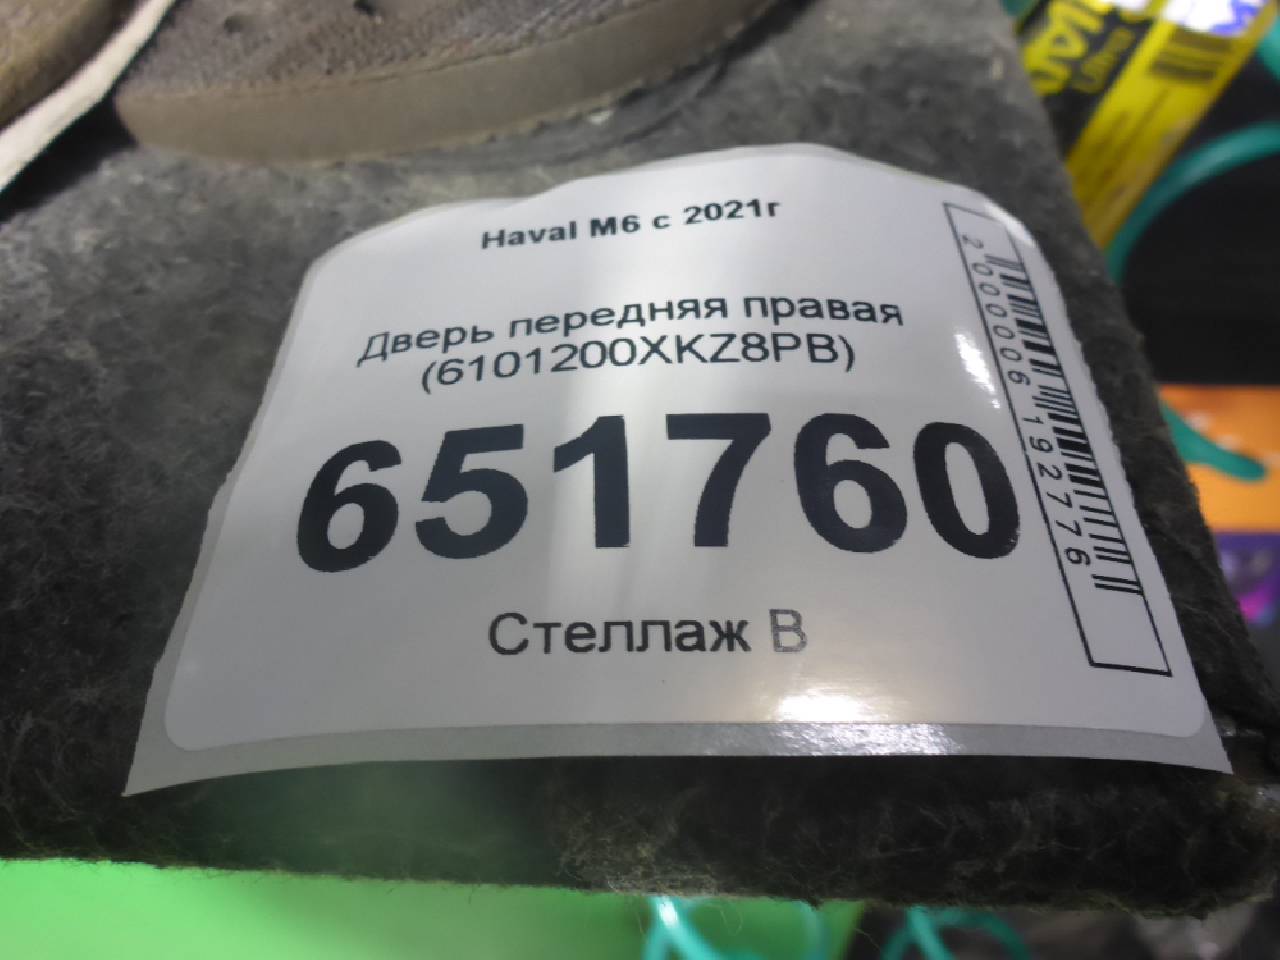 Haval M6 с 2021г
Дверь передняя правая
(6101200XKZ8PB)
651760
Стеллаж В
2000006192776